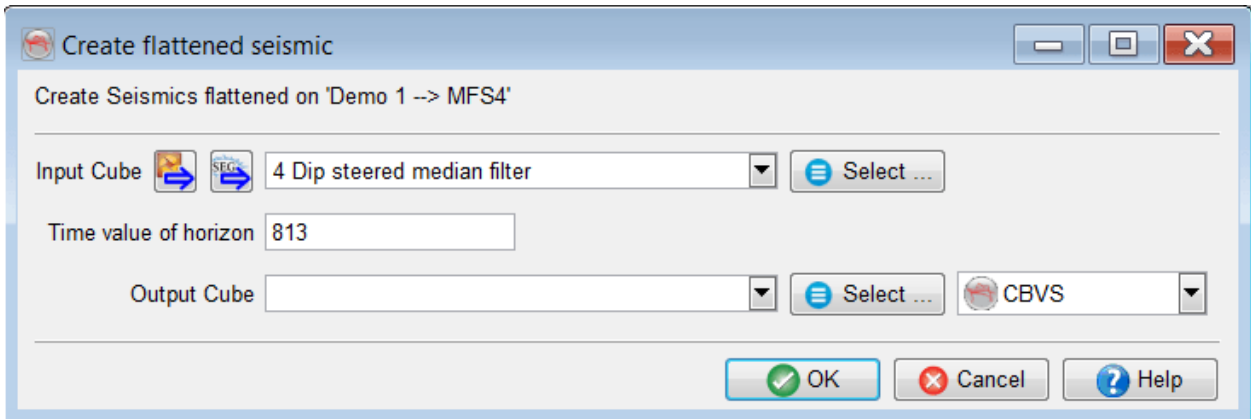 Create flattened seismic
Create Seismics flattened on 'Demo 1 --> MFS4'
Input Cube SEG 4 Dip steered median filter Select ...
Time value of horizon 813
Output Cube Select ... CBVS
OK Cancel Help